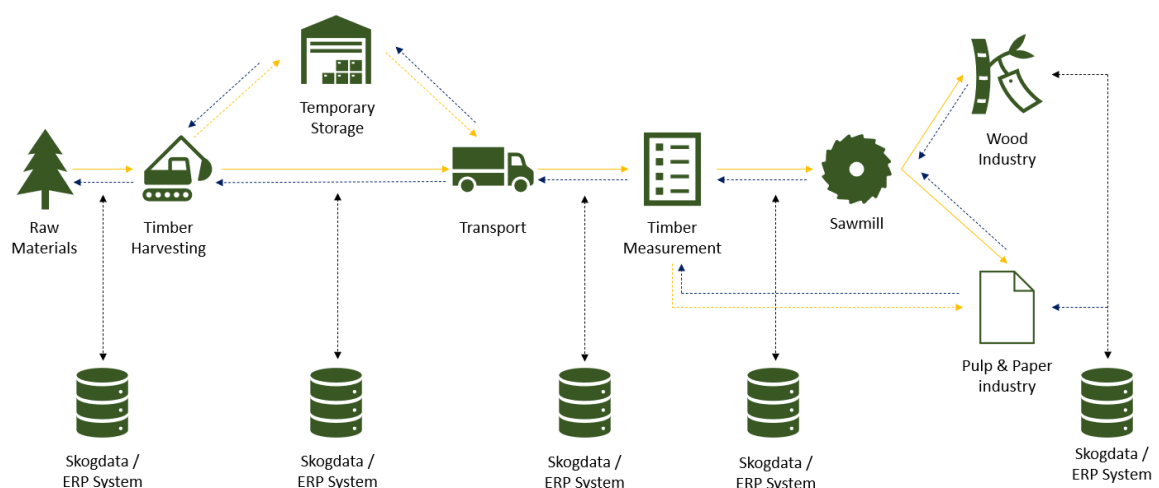 Temporary
Storage
Wood
Industry
Raw
Materials
Timber
Harvesting
Transport
Timber
Measurement
Sawmill
Pulp & Paper
industry
Skogdata /
ERP System
Skogdata /
ERP System
Skogdata /
ERP System
Skogdata /
ERP System
Skogdata /
ERP System